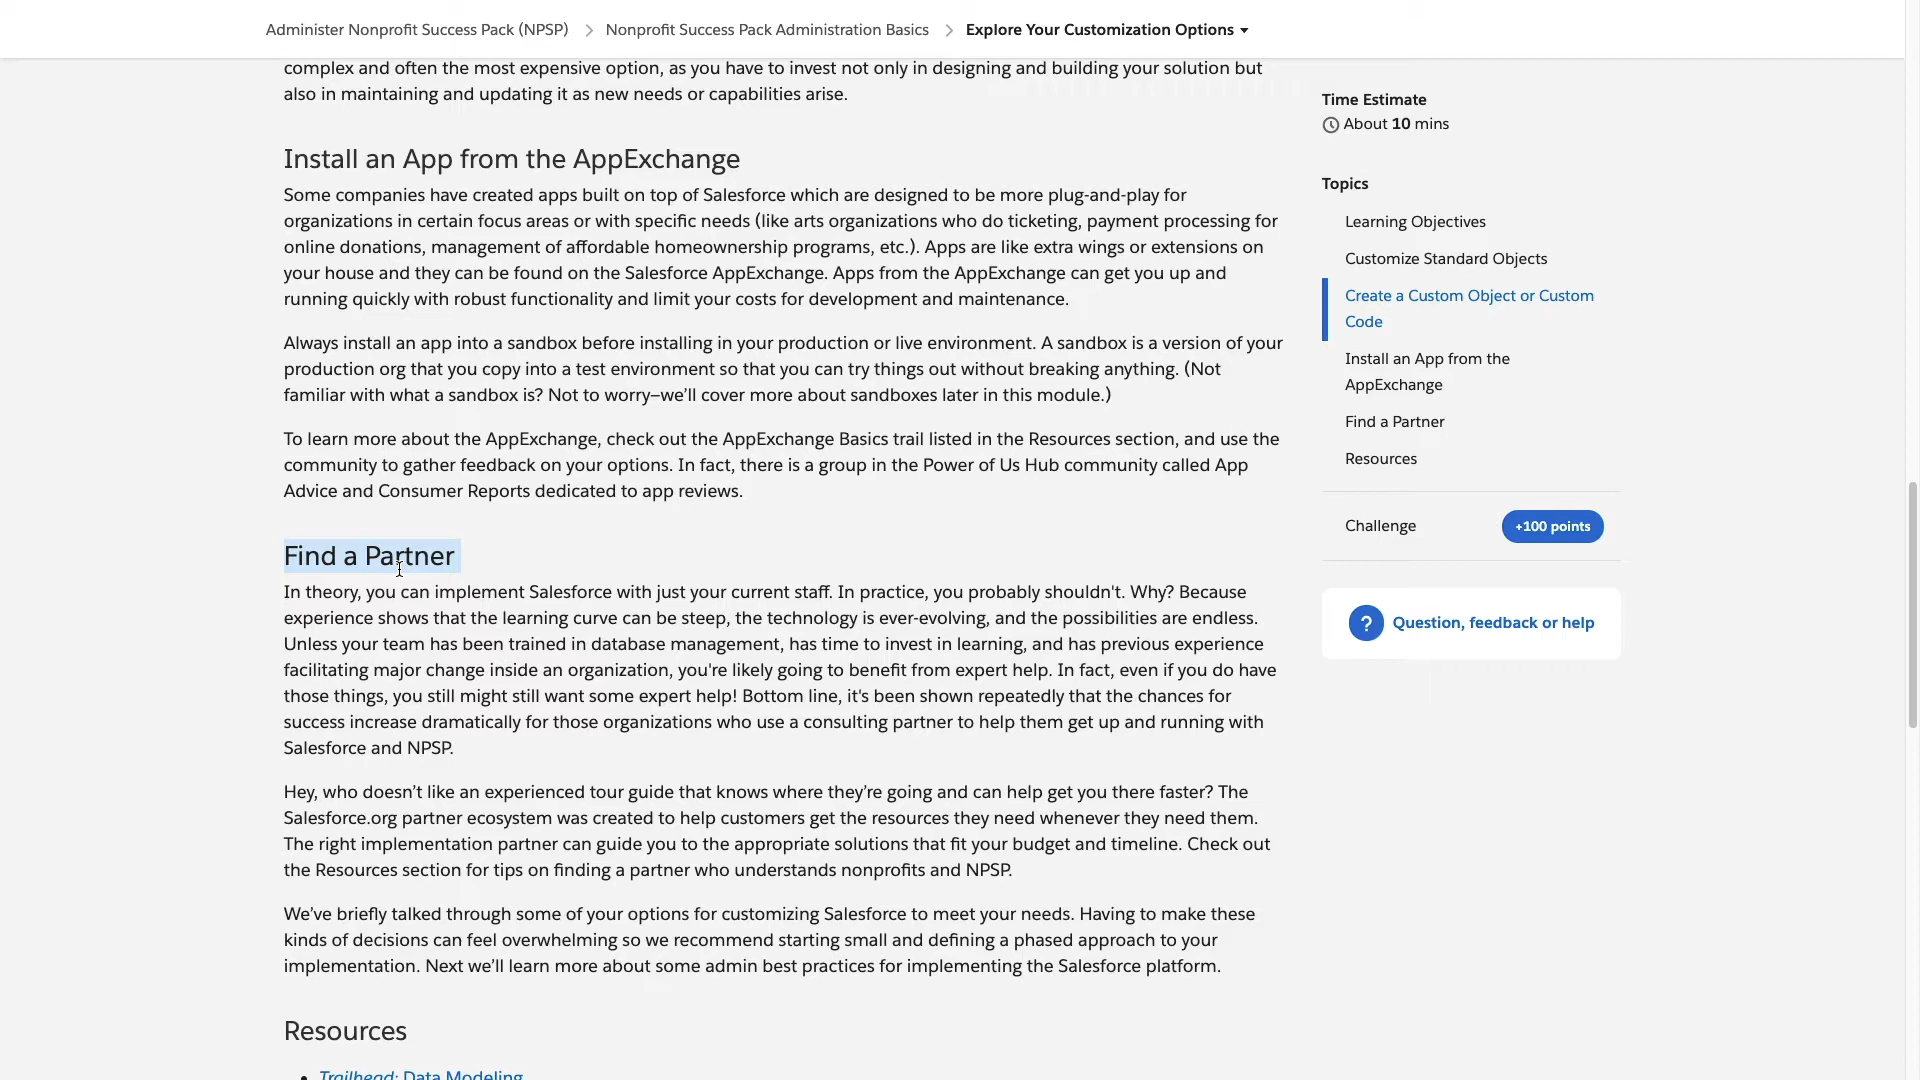 Administer Nonprofit Success Pack (NPSP) Nonprofit Success Pack Administration Basics Explore Your Customization Options
complex and often the most expensive option, as you have to invest not only in designing and building your solution but
also in maintaining and updating it as new needs or capabilities arise.
Install an App from the AppExchange
Some companies have created apps built on top of Salesforce which are designed to be more plug-and-play for
organizations in certain focus areas or with specific needs (like arts organizations who do ticketing, payment processing for
online donations, management of affordable homeownership programs, etc.). Apps are like extra wings or extensions on
your house and they can be found on the Salesforce AppExchange. Apps from the AppExchange can get you up and
running quickly with robust functionality and limit your costs for development and maintenance.
Always install an app into a sandbox before installing in your production or live environment. A sandbox is a version of your
production org that you copy into a test environment so that you can try things out without breaking anything. (Not
familiar with what a sandbox is? Not to worry—we’ll cover more about sandboxes later in this module.)
To learn more about the AppExchange, check out the AppExchange Basics trail listed in the Resources section, and use the
community to gather feedback on your options. In fact, there is a group in the Power of Us Hub community called App
Advice and Consumer Reports dedicated to app reviews.
Find a Partner
In theory, you can implement Salesforce with just your current staff. In practice, you probably shouldn't. Why? Because
experience shows that the learning curve can be steep, the technology is ever-evolving, and the possibilities are endless.
Unless your team has been trained in database management, has time to invest in learning, and has previous experience
facilitating major change inside an organization, you're likely going to benefit from expert help. In fact, even if you do have
those things, you still might still want some expert help! Bottom line, it's been shown repeatedly that the chances for
success increase dramatically for those organizations who use a consulting partner to help them get up and running with
Salesforce and NPSP.
Hey, who doesn’t like an experienced tour guide that knows where they’re going and can help get you there faster? The
Salesforce.org partner ecosystem was created to help customers get the resources they need whenever they need them.
The right implementation partner can guide you to the appropriate solutions that fit your budget and timeline. Check out
the Resources section for tips on finding a partner who understands nonprofits and NPSP.
We’ve briefly talked through some of your options for customizing Salesforce to meet your needs. Having to make these
kinds of decisions can feel overwhelming so we recommend starting small and defining a phased approach to your
implementation. Next we’ll learn more about some admin best practices for implementing the Salesforce platform.
Resources
Trailhead: Data Modeling
Time Estimate
About 10 mins
Topics
Learning Objectives
Customize Standard Objects
Create a Custom Object or Custom
Code
Install an App from the
AppExchange
Find a Partner
Resources
Challenge +100 points
? Question, feedback or help